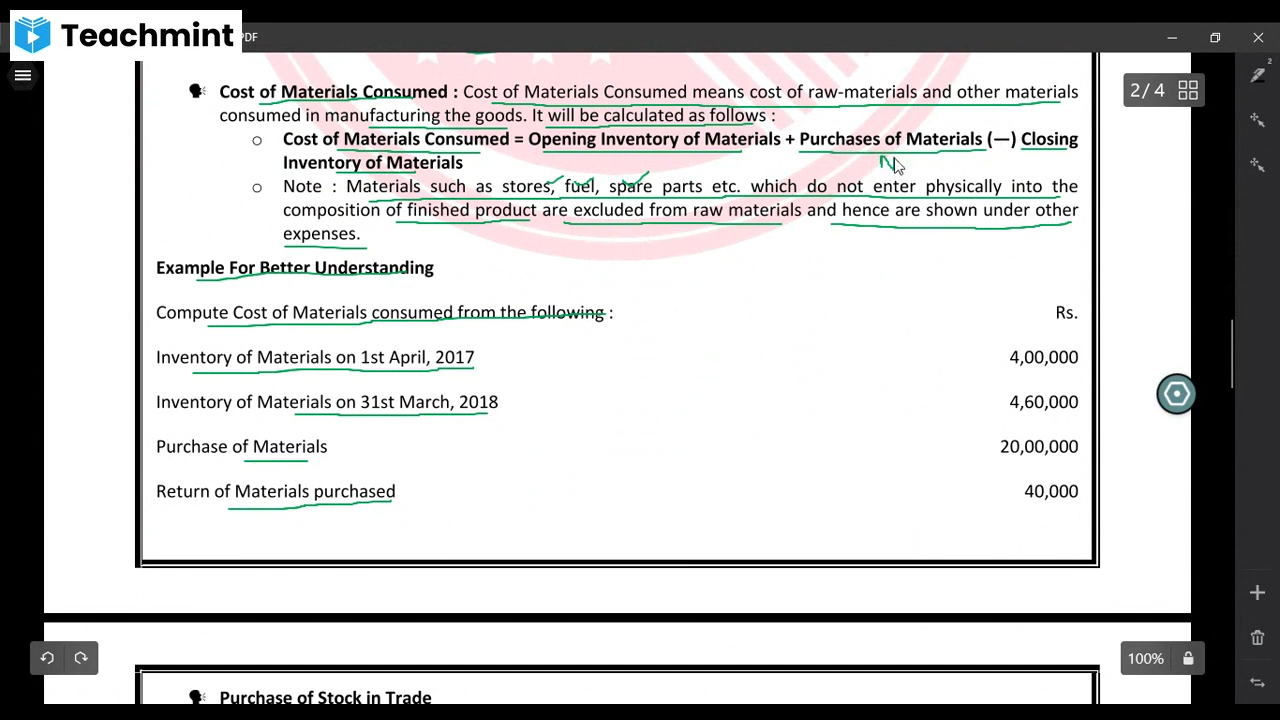 Teachmint
PDF
Cost of Materials Consumed : Cost of Materials Consumed means cost of raw-materials and other materials
2 / 4
consumed in manufacturing the goods. It will be calculated as follows :
Cost of Materials Consumed = Opening Inventory of Materials + Purchases of Materials (—) Closing
Inventory of Materials
Note : Materials such as stores, fuel, spare parts etc. which do not enter physically into the
composition of finished product are excluded from raw materials and hence are shown under other
expenses.
Example For Better Understanding
Compute Cost of Materials consumed from the following : Rs.
Inventory of Materials on 1st April, 2017 4,00,000
Inventory of Materials on 31st March, 2018 4,60,000
Purchase of Materials 20,00,000
Return of Materials purchased 40,000
100%
Purchase of Stock in Trade